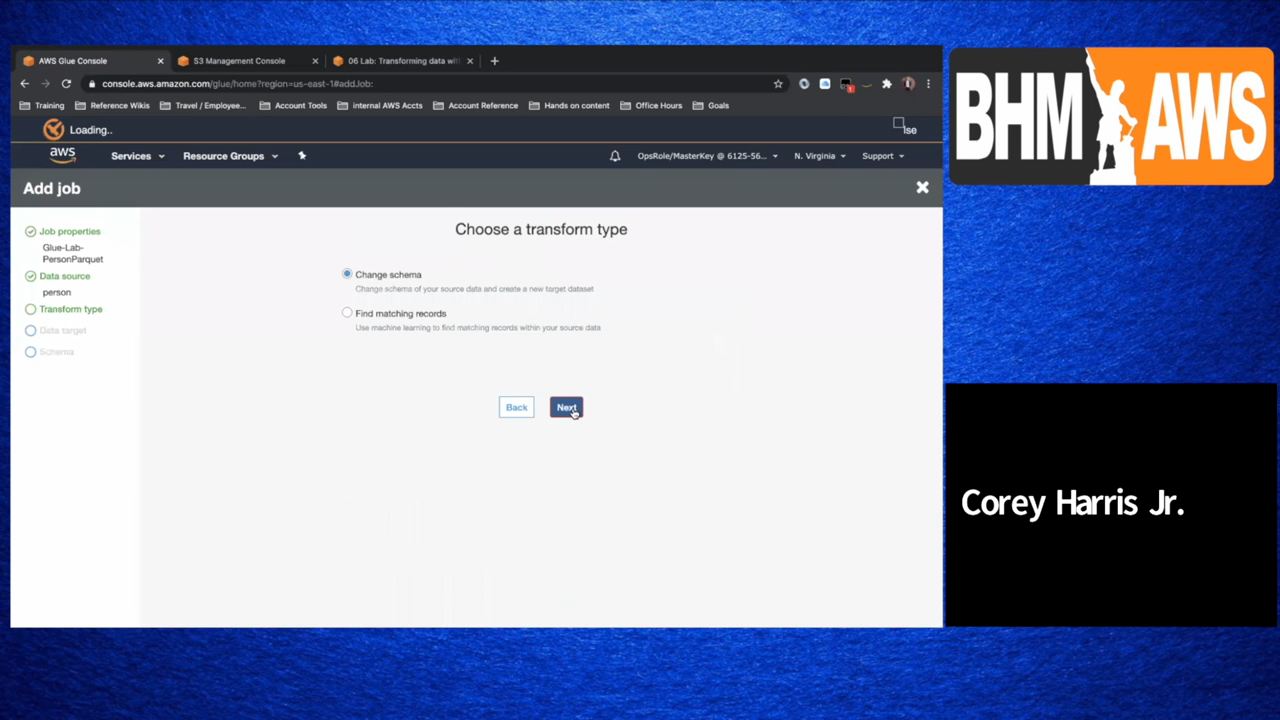 AWS Glue Console
S3 Management Console
06 Lab: Transforming data wit
console.aws.amazon.com/glue/home?region=us-east-1#addJob:
Training
Reference Wikis
Travel / Employee...
Account Tools
internal AWS Accts
Account Reference
Hands on content
Office Hours
Goals
Loading..
lse
aws
Services
Resource Groups
OpsRole/MasterKey @ 6125-56...
N. Virginia
Support
Add job
Job properties
Glue-Lab-
PersonParquet
Data source
person
Transform type
Data target
Schema
Choose a transform type
Change schema
Change schema of your source data and create a new target dataset
Find matching records
Use machine learning to find matching records within your source data
Back
Next
BHM AWS
Corey Harris Jr.